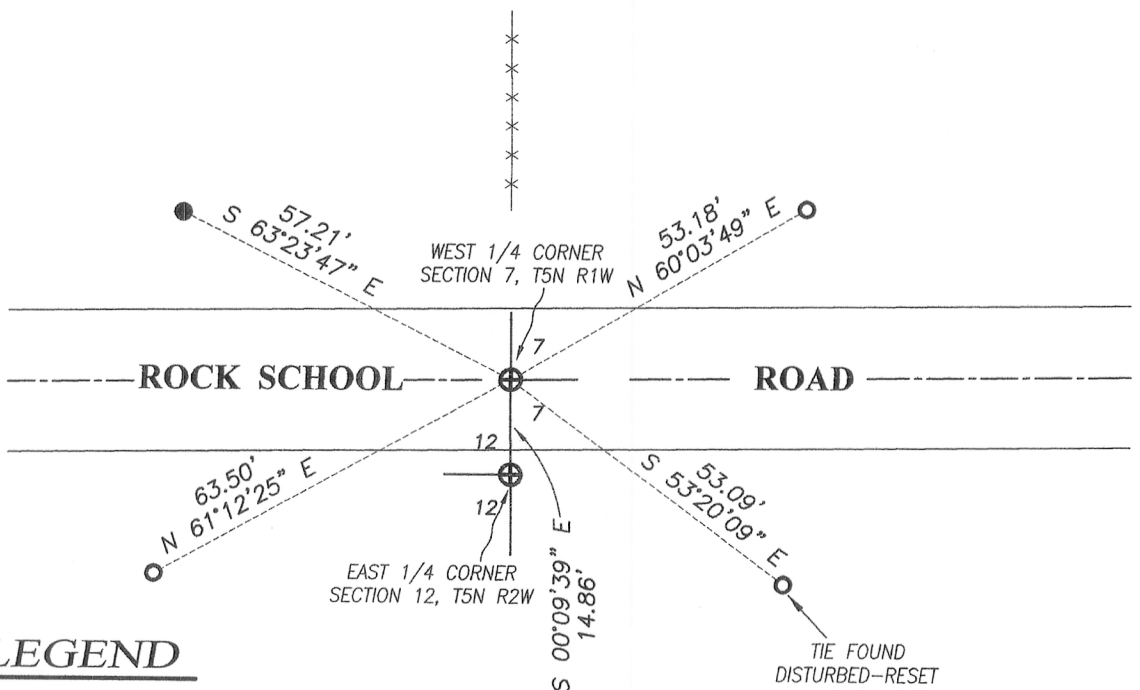 57.21'
S 63°23'47" E
53.18'
N 60°03'49" E
WEST 1/4 CORNER
SECTION 7, T5N R1W
7
ROCK SCHOOL
ROAD
7
12
12
63.50'
N 61°12'25" E
53.09'
S 53°20'09" E
S 00°09'39" E
14.86'
EAST 1/4 CORNER
SECTION 12, T5N R2W
TIE FOUND
DISTURBED-RESET
LEGEND